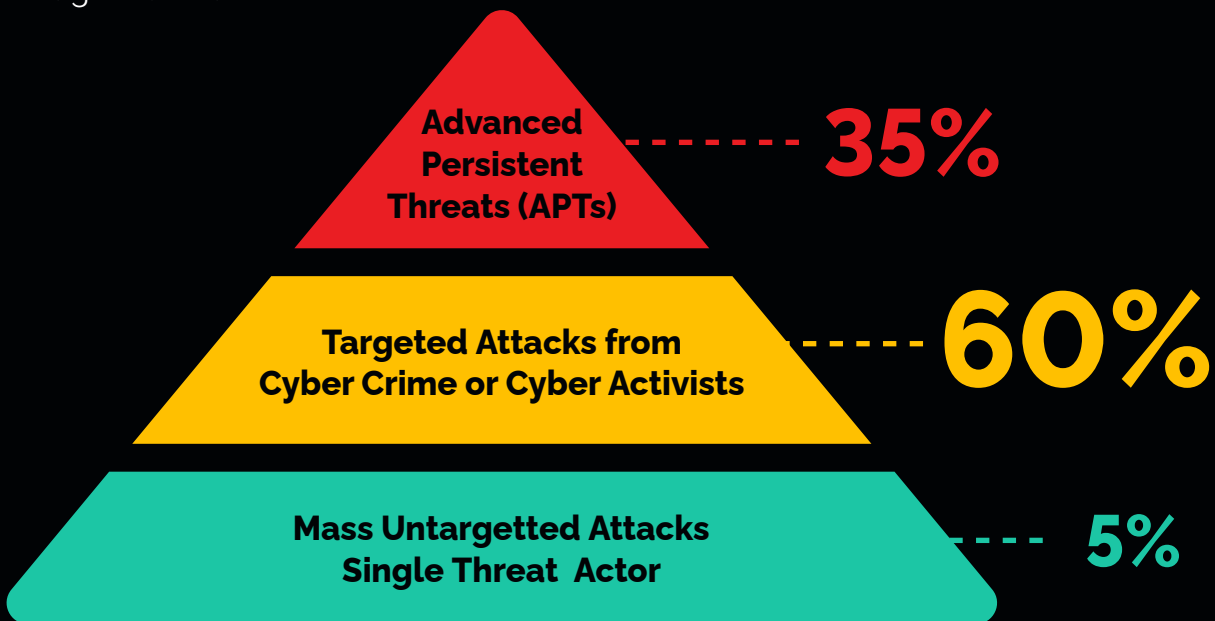 Advanced
Persistent
Threats (APTs)
35%
Targeted Attacks from
Cyber Crime or Cyber Activists
60%
Mass Untargetted Attacks
Single Threat  Actor
5%